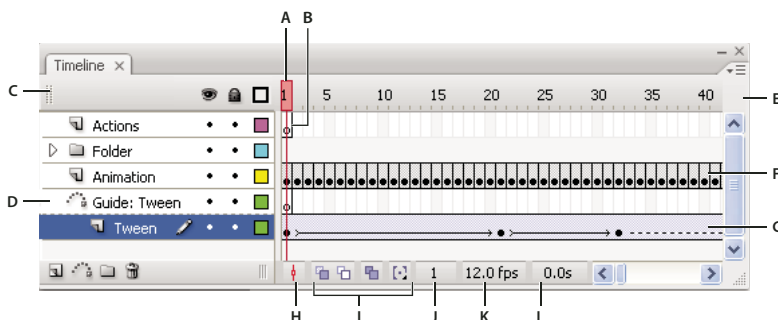 A B
Timeline
C
1 5 10 15 20 25 30 35 40
E
Actions
Folder
Animation
F
D Guide: Tween
Tween
G
1 12.0 fps 0.0s
H I J K L